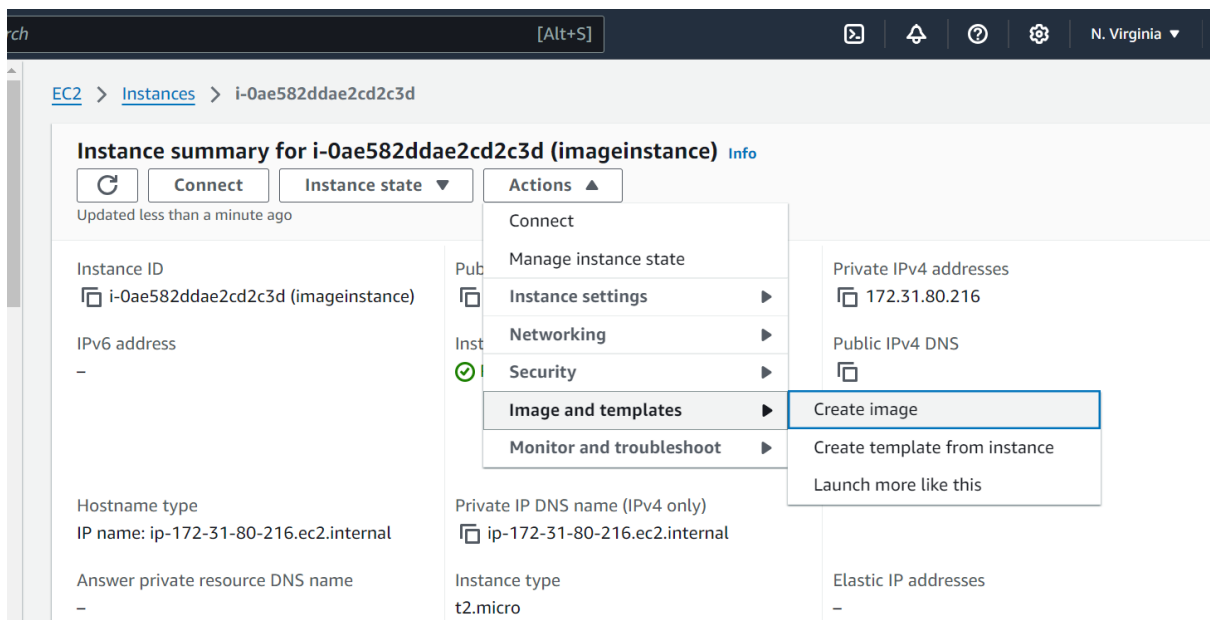 [Alt+S] N. Virginia ▼
EC2 > Instances > i-0ae582ddae2cd2c3d
Instance summary for i-0ae582ddae2cd2c3d (imageinstance) Info
Connect Instance state ▼ Actions ▲
Updated less than a minute ago
Connect
Manage instance state
Instance settings ▶
Networking ▶
Security ▶
Image and templates ▶
Monitor and troubleshoot ▶
Create image
Create template from instance
Launch more like this
Instance ID
i-0ae582ddae2cd2c3d (imageinstance)
Private IPv4 addresses
172.31.80.216
IPv6 address
–
Public IPv4 DNS
Hostname type
IP name: ip-172-31-80-216.ec2.internal
Private IP DNS name (IPv4 only)
ip-172-31-80-216.ec2.internal
Answer private resource DNS name
–
Instance type
t2.micro
Elastic IP addresses
–